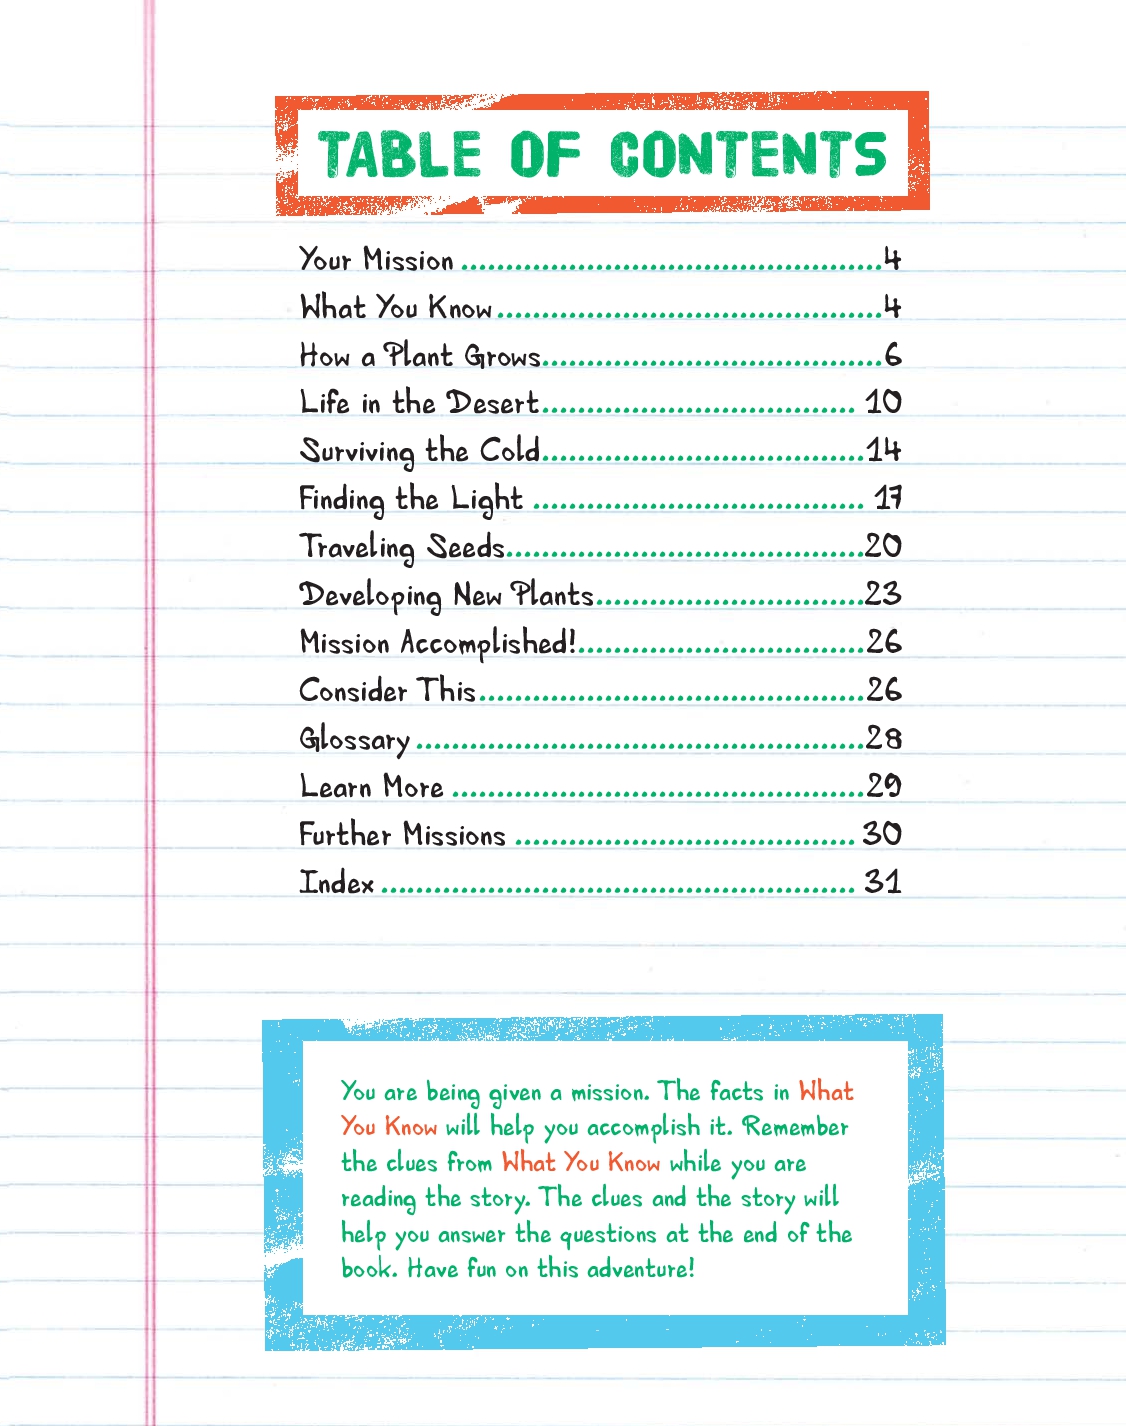 TABLE OF CONTENTS
Your Mission ................................................4
What You Know............................................4
How a Plant Grows.......................................6
Life in the Desert.................................... 10
Surviving the Cold.....................................14
Finding the Light ...................................... 17
Traveling Seeds.........................................20
Developing New Plants...............................23
Mission Accomplished!.................................26
Consider This............................................26
Glossary ...................................................28
Learn More ...............................................29
Further Missions ....................................... 30
Index ...................................................... 31
You are being given a mission. The facts in What
You Know will help you accomplish it. Remember
the clues from What You Know while you are
reading the story. The clues and the story will
help you answer the questions at the end of the
book. Have fun on this adventure!